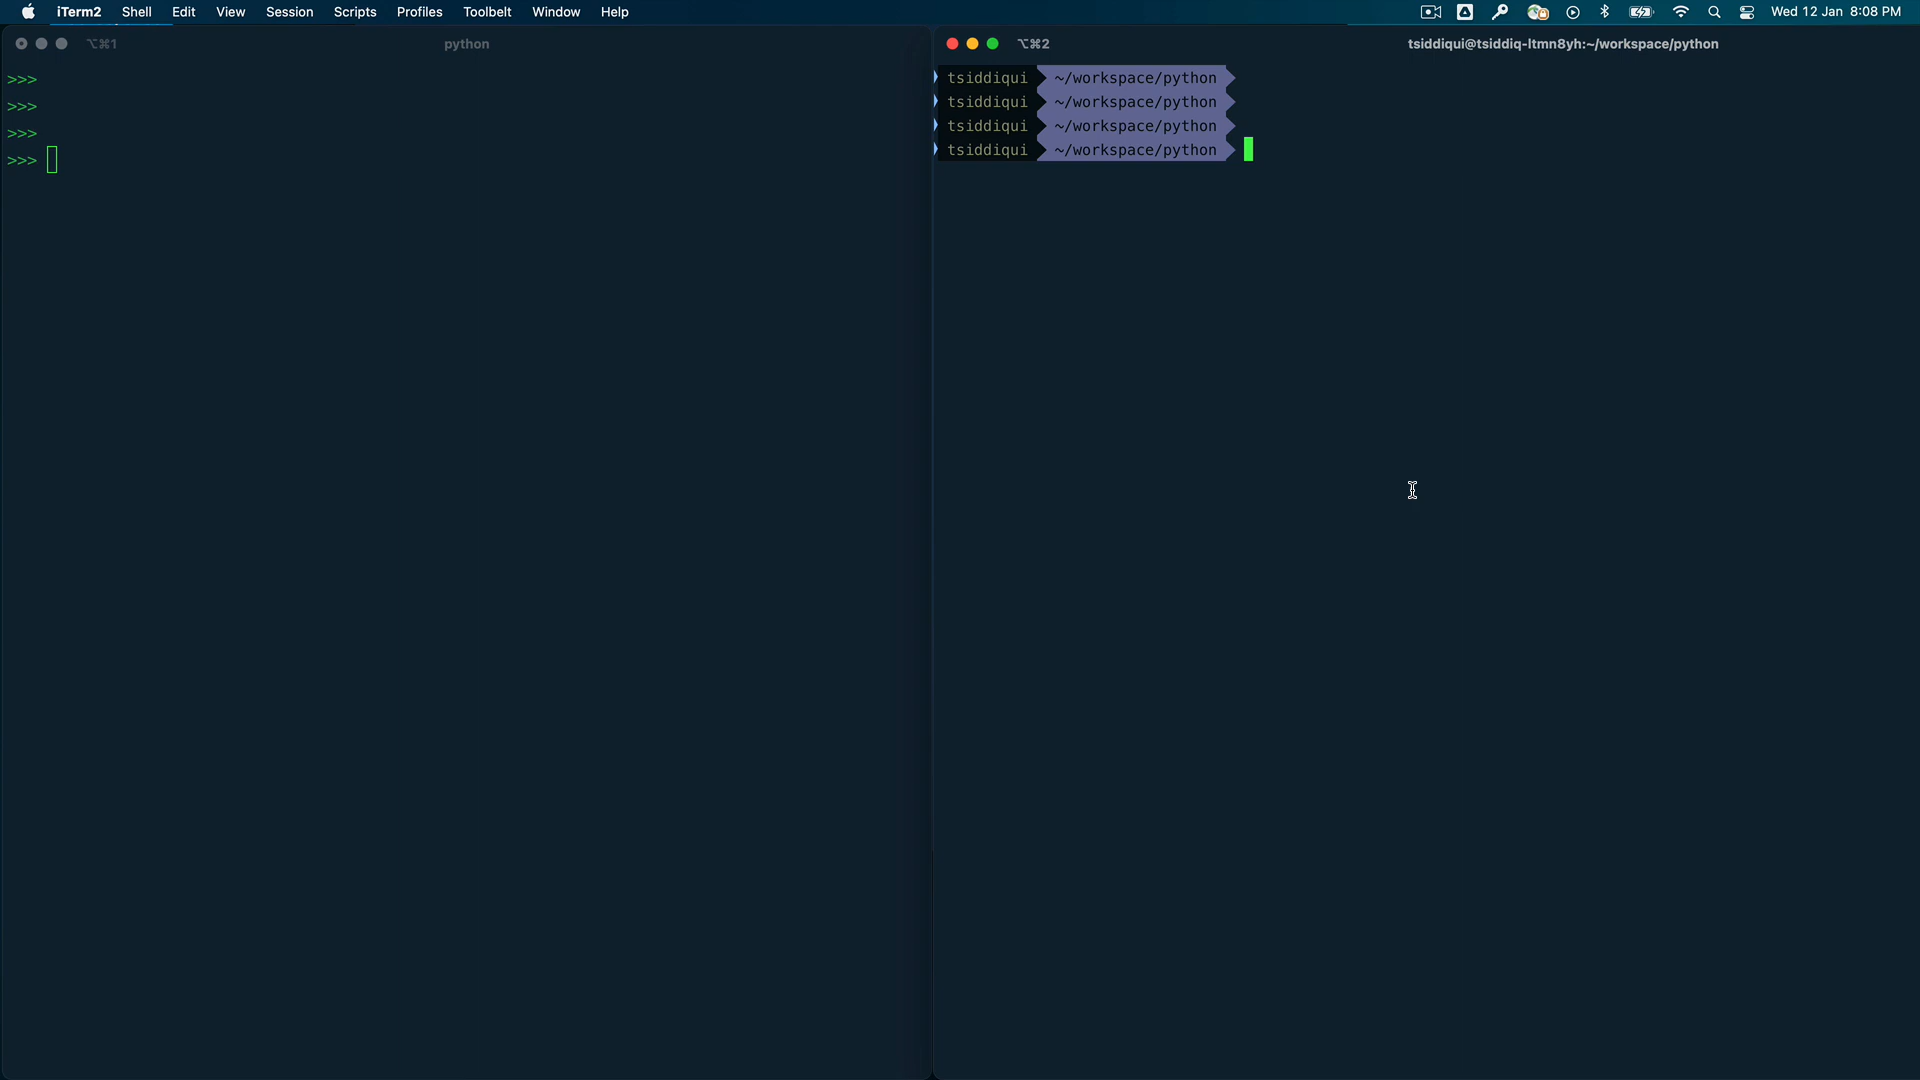 iTerm2 Shell Edit View Session Scripts Profiles Toolbelt Window Help Wed 12 Jan 8:08 PM
⌥⌘1 python
>>>
>>>
>>>
>>>
⌥⌘2 tsiddiqui@tsiddiq-ltmn8yh:~/workspace/python
tsiddiqui ~/workspace/python
tsiddiqui ~/workspace/python
tsiddiqui ~/workspace/python
tsiddiqui ~/workspace/python